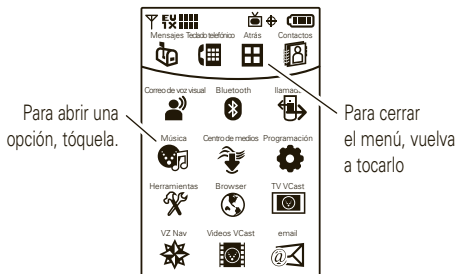 EV
1X
Mensajes Teclado telefónico Atrás Contactos
Correo de voz visual Bluetooth llamadas
Para abrir una
opción, tóquela.
Para cerrar
el menú, vuelva
a tocarlo
Música Centro de medios Programación
Herramientas Browser TV VCast
VZ Nav Videos VCast email